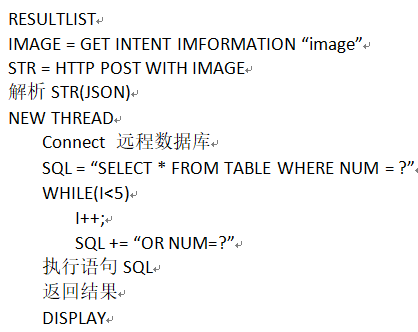 RESULTLIST
IMAGE = GET INTENT IMFORMATION “image”
STR = HTTP POST WITH IMAGE
解析 STR(JSON)
NEW THREAD
Connect 远程数据库
SQL = “SELECT * FROM TABLE WHERE NUM = ?”
WHILE(I<5)
I++;
SQL += “OR NUM=?”
执行语句 SQL
返回结果
DISPLAY